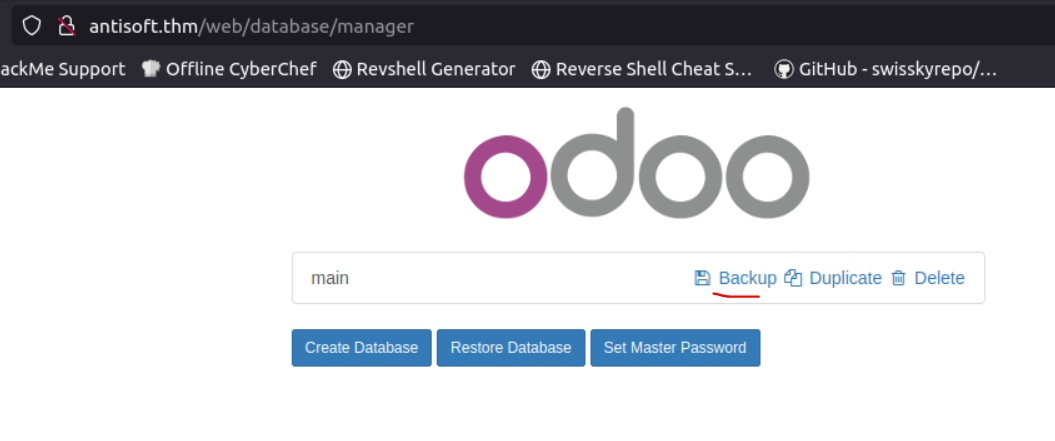 antisoft.thm/web/database/manager
ackMe Support Offline CyberChef Revshell Generator Reverse Shell Cheat S... GitHub - swisskyrepo/...
odoo
main Backup Duplicate Delete
Create Database Restore Database Set Master Password